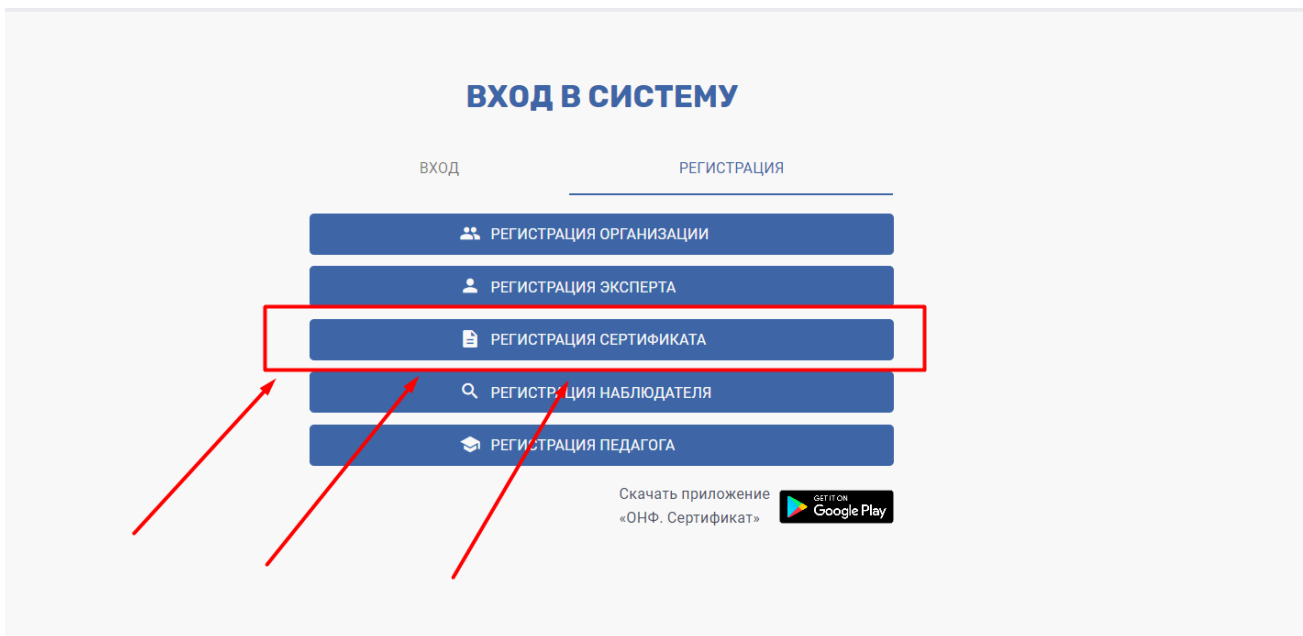 ВХОД В СИСТЕМУ
ВХОД
РЕГИСТРАЦИЯ
РЕГИСТРАЦИЯ ОРГАНИЗАЦИИ
РЕГИСТРАЦИЯ ЭКСПЕРТА
РЕГИСТРАЦИЯ СЕРТИФИКАТА
РЕГИСТРАЦИЯ НАБЛЮДАТЕЛЯ
РЕГИСТРАЦИЯ ПЕДАГОГА
Скачать приложение
«ОНФ. Сертификат»
GET IT ON
Google Play